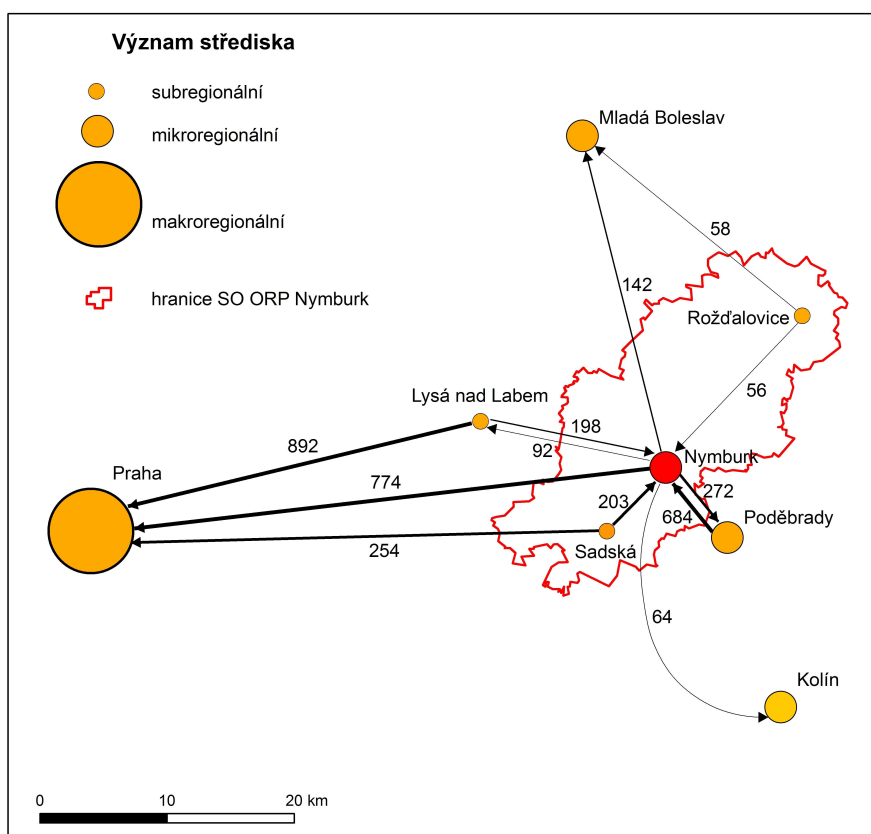 Význam střediska
subregionální
mikroregionální
makroregionální
hranice SO ORP Nymburk
Mladá Boleslav
58
142
Rožďalovice
56
Lysá nad Labem
198
92
892
Praha
774
Nymburk
272
203
684
Poděbrady
254
Sadská
64
Kolín
0 10 20 km